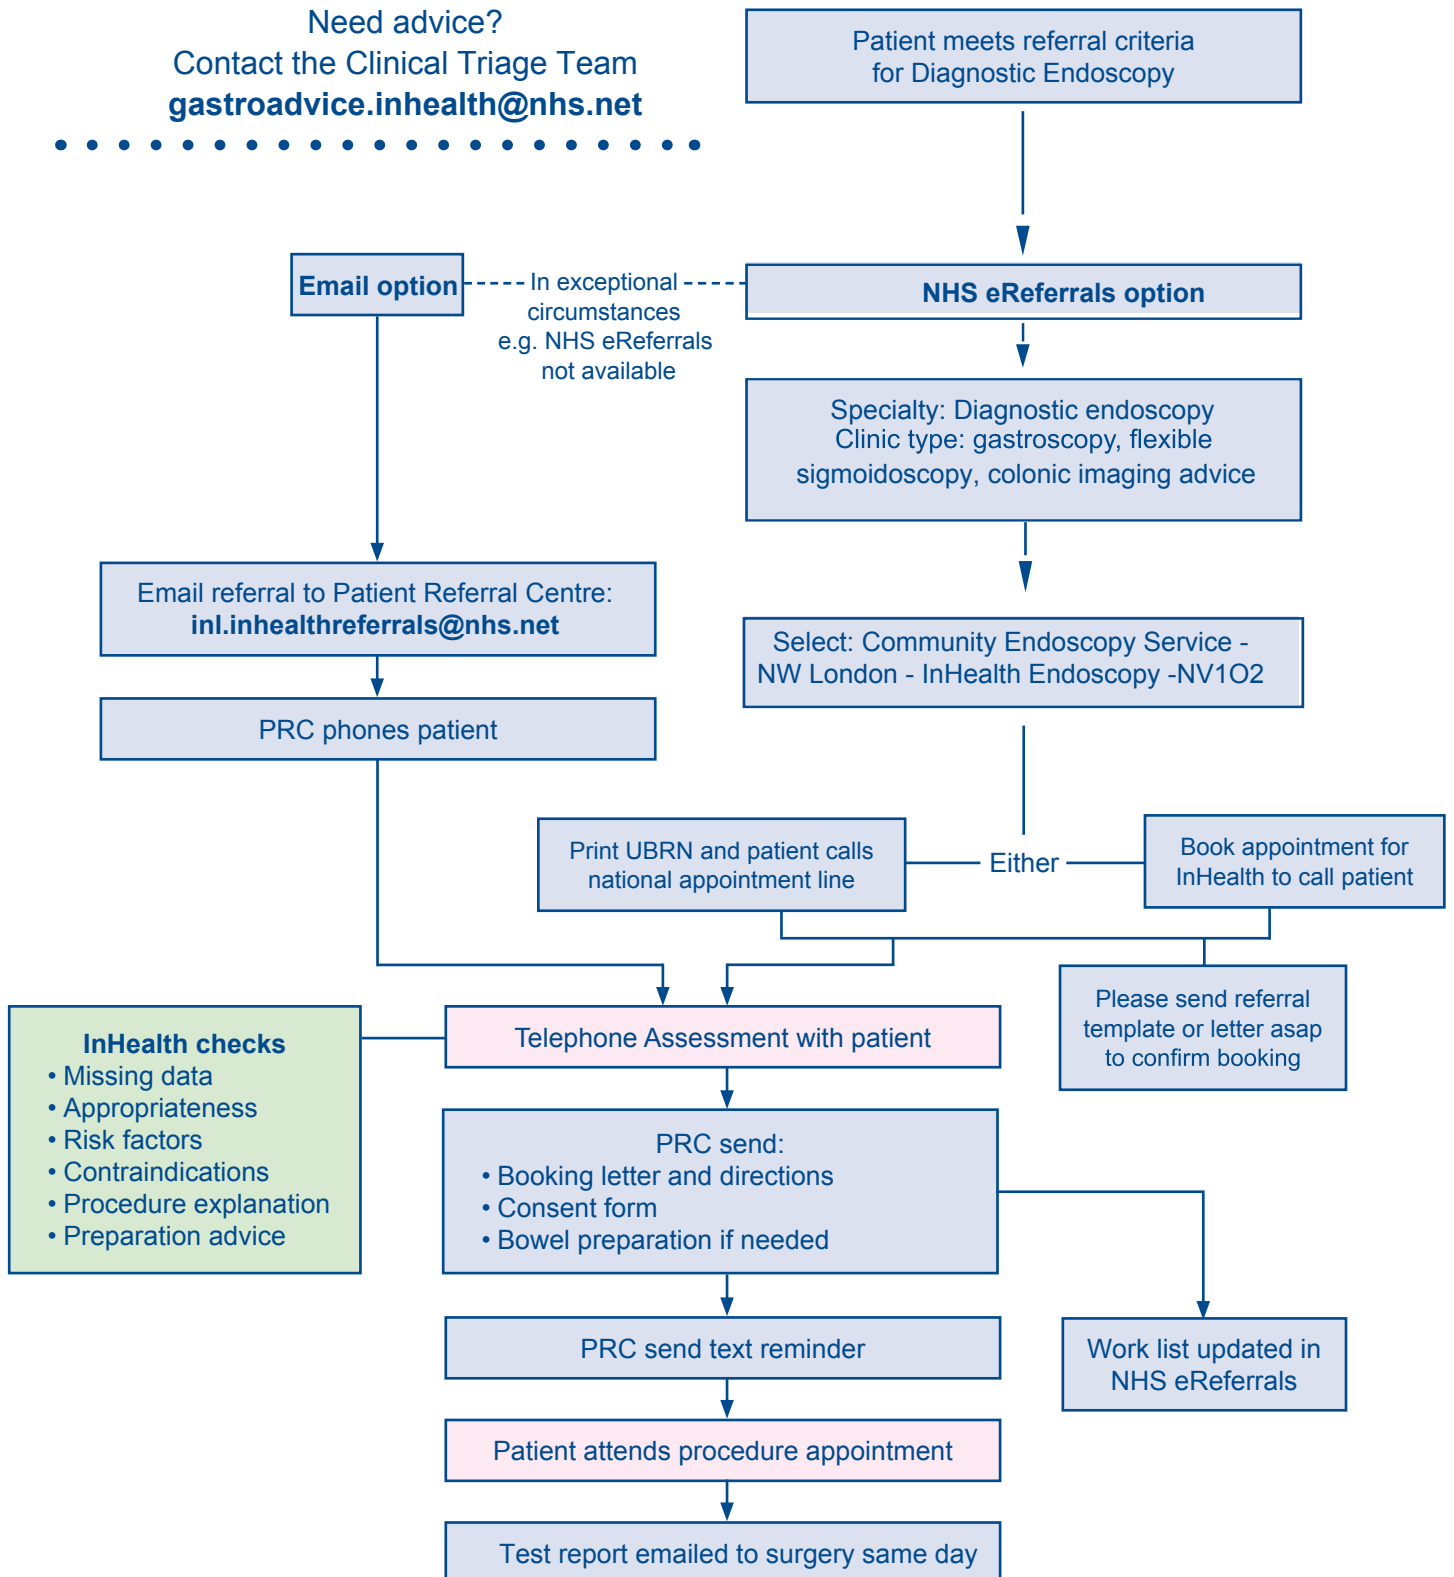 Need advice?
Contact the Clinical Triage Team
gastroadvice.inhealth@nhs.net
Patient meets referral criteria
for Diagnostic Endoscopy
Email option
In exceptional
circumstances
e.g. NHS eReferrals
not available
NHS eReferrals option
Specialty: Diagnostic endoscopy
Clinic type: gastroscopy, flexible
sigmoidoscopy, colonic imaging advice
Email referral to Patient Referral Centre:
inl.inhealthreferrals@nhs.net
Select: Community Endoscopy Service -
NW London - InHealth Endoscopy -NV1O2
PRC phones patient
Print UBRN and patient calls
national appointment line
Either
Book appointment for
InHealth to call patient
Please send referral
template or letter asap
to confirm booking
Telephone Assessment with patient
InHealth checks
• Missing data
• Appropriateness
• Risk factors
• Contraindications
• Procedure explanation
• Preparation advice
PRC send:
• Booking letter and directions
• Consent form
• Bowel preparation if needed
PRC send text reminder
Work list updated in
NHS eReferrals
Patient attends procedure appointment
Test report emailed to surgery same day